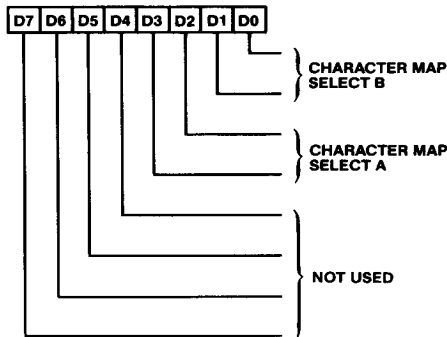 D7 D6 D5 D4 D3 D2 D1 D0
CHARACTER MAP
SELECT B
CHARACTER MAP
SELECT A
NOT USED